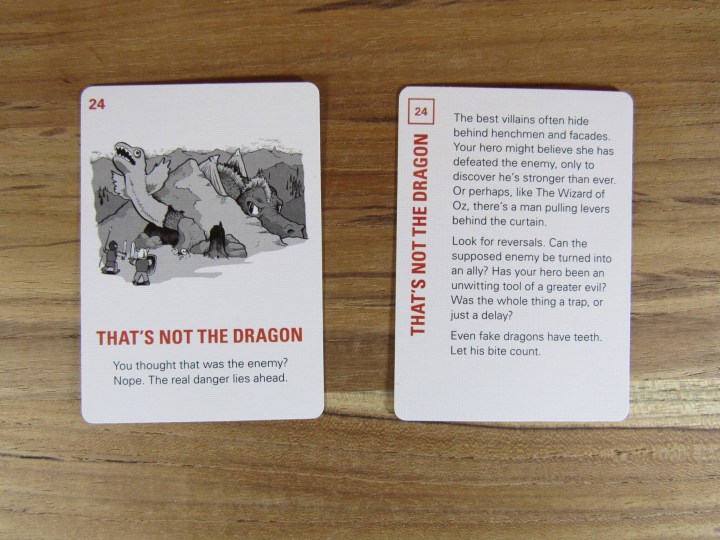 24
THAT'S NOT THE DRAGON
You thought that was the enemy?
Nope. The real danger lies ahead.
24
THAT'S NOT THE DRAGON
The best villains often hide
behind henchmen and facades.
Your hero might believe she has
defeated the enemy, only to
discover he's stronger than ever.
Or perhaps, like The Wizard of
Oz, there's a man pulling levers
behind the curtain.
Look for reversals. Can the
supposed enemy be turned into
an ally? Has your hero been an
unwitting tool of a greater evil?
Was the whole thing a trap, or
just a delay?
Even fake dragons have teeth.
Let his bite count.